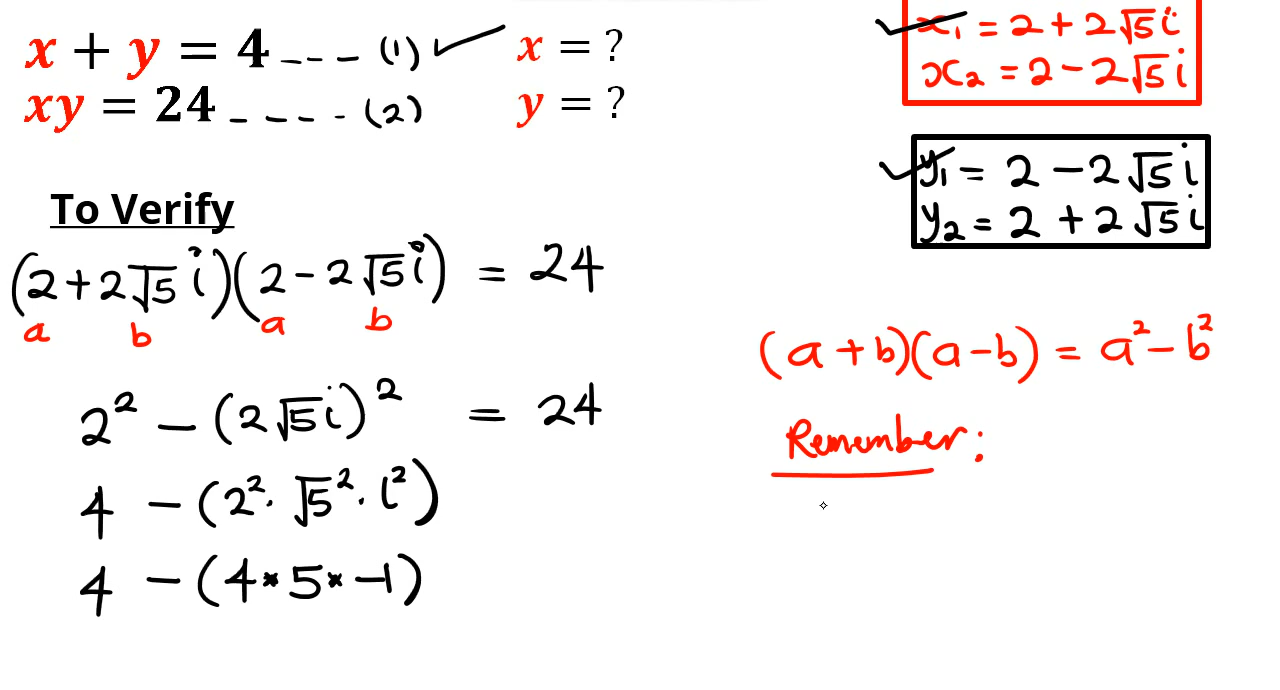 x + y = 4 --- (1) ✓
xy = 24 ---- (2)
x = ?
y = ?
x₁ = 2 + 2√5 i
x₂ = 2 - 2√5 i
y₁ = 2 - 2√5 i
y₂ = 2 + 2√5 i
To Verify
(2 + 2√5 i)(2 - 2√5 i) = 24
a b a b
2² - (2√5 i)² = 24
4 - (2² · √5² · i²)
4 - (4 * 5 * -1)
(a + b)(a - b) = a² - b²
Remember: